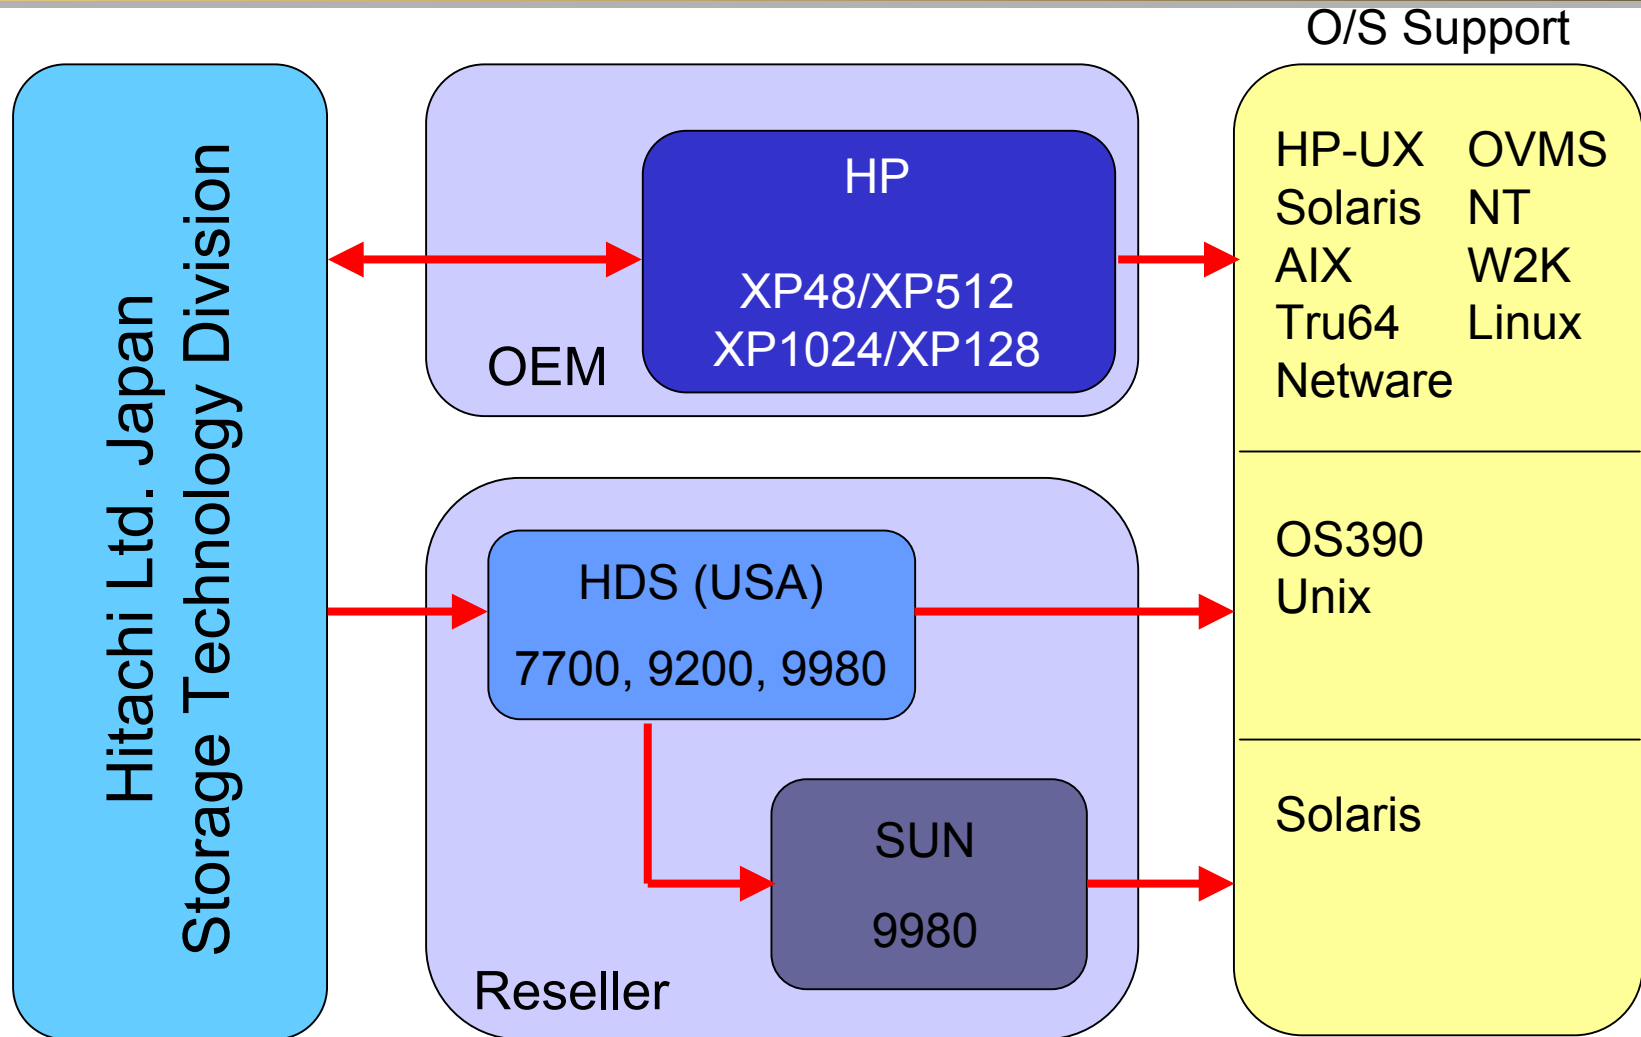 O/S Support
Hitachi Ltd. Japan
Storage Technology Division
HP
XP48/XP512
XP1024/XP128
OEM
HP-UX OVMS
Solaris NT
AIX W2K
Tru64 Linux
Netware
HDS (USA)
7700, 9200, 9980
OS390
Unix
SUN
9980
Reseller
Solaris